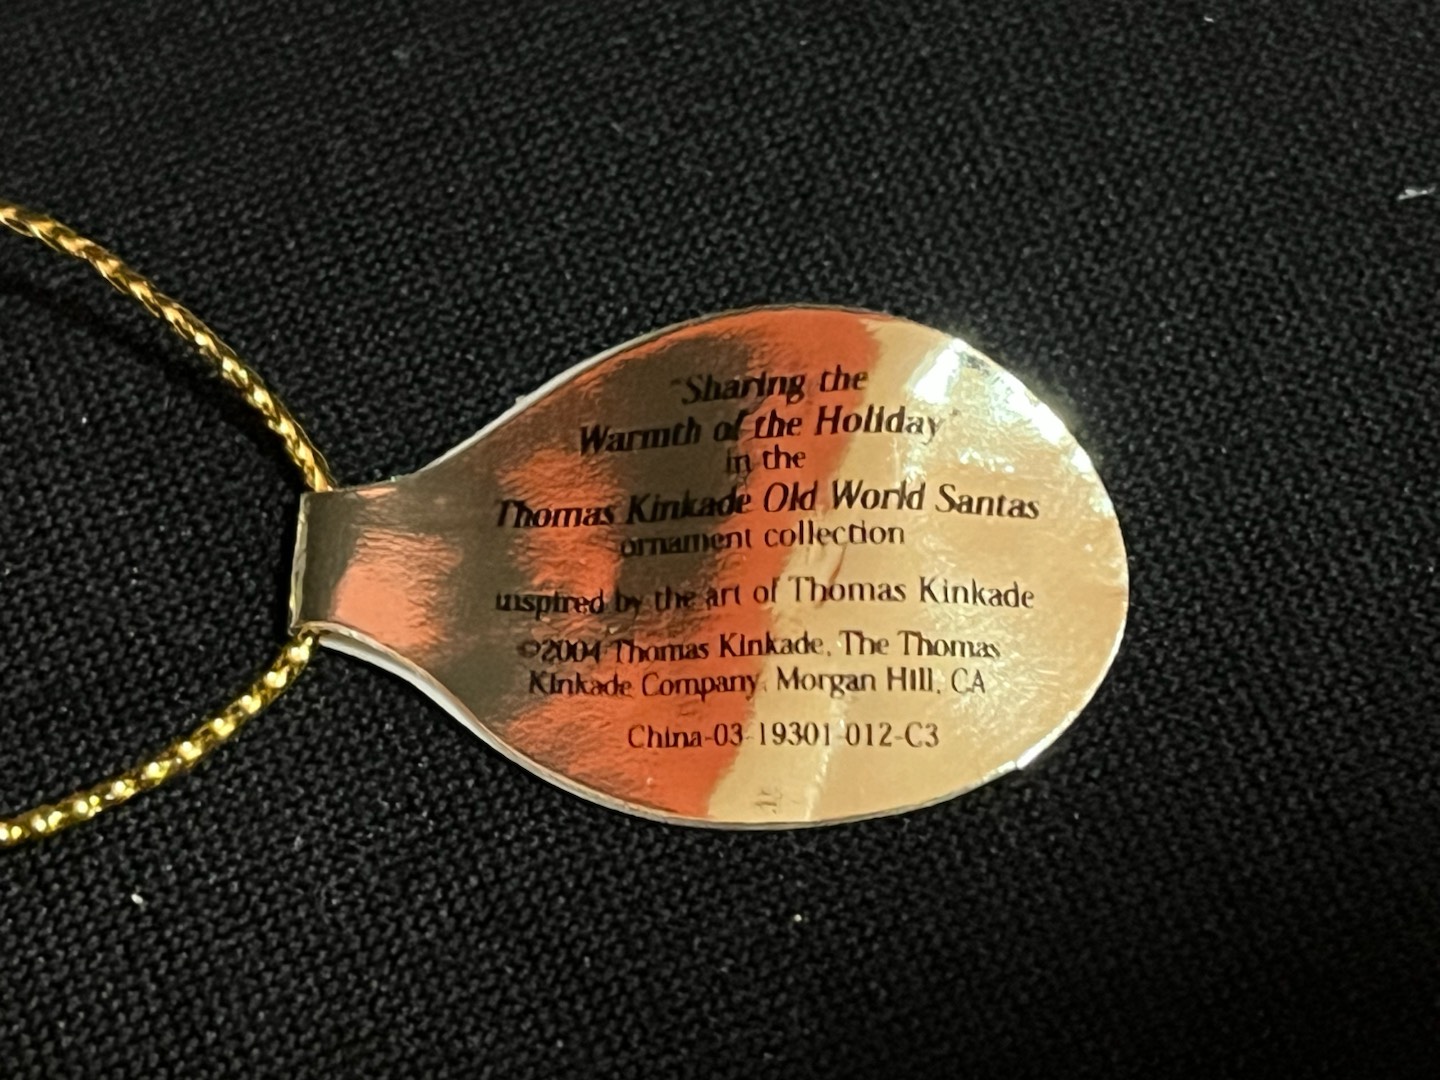 "Sharing the
Warmth of the Holiday"
in the
Thomas Kinkade Old World Santas
ornament collection
inspired by the art of Thomas Kinkade
©2004 Thomas Kinkade, The Thomas
Kinkade Company, Morgan Hill, CA
China-03-19301-012-C3